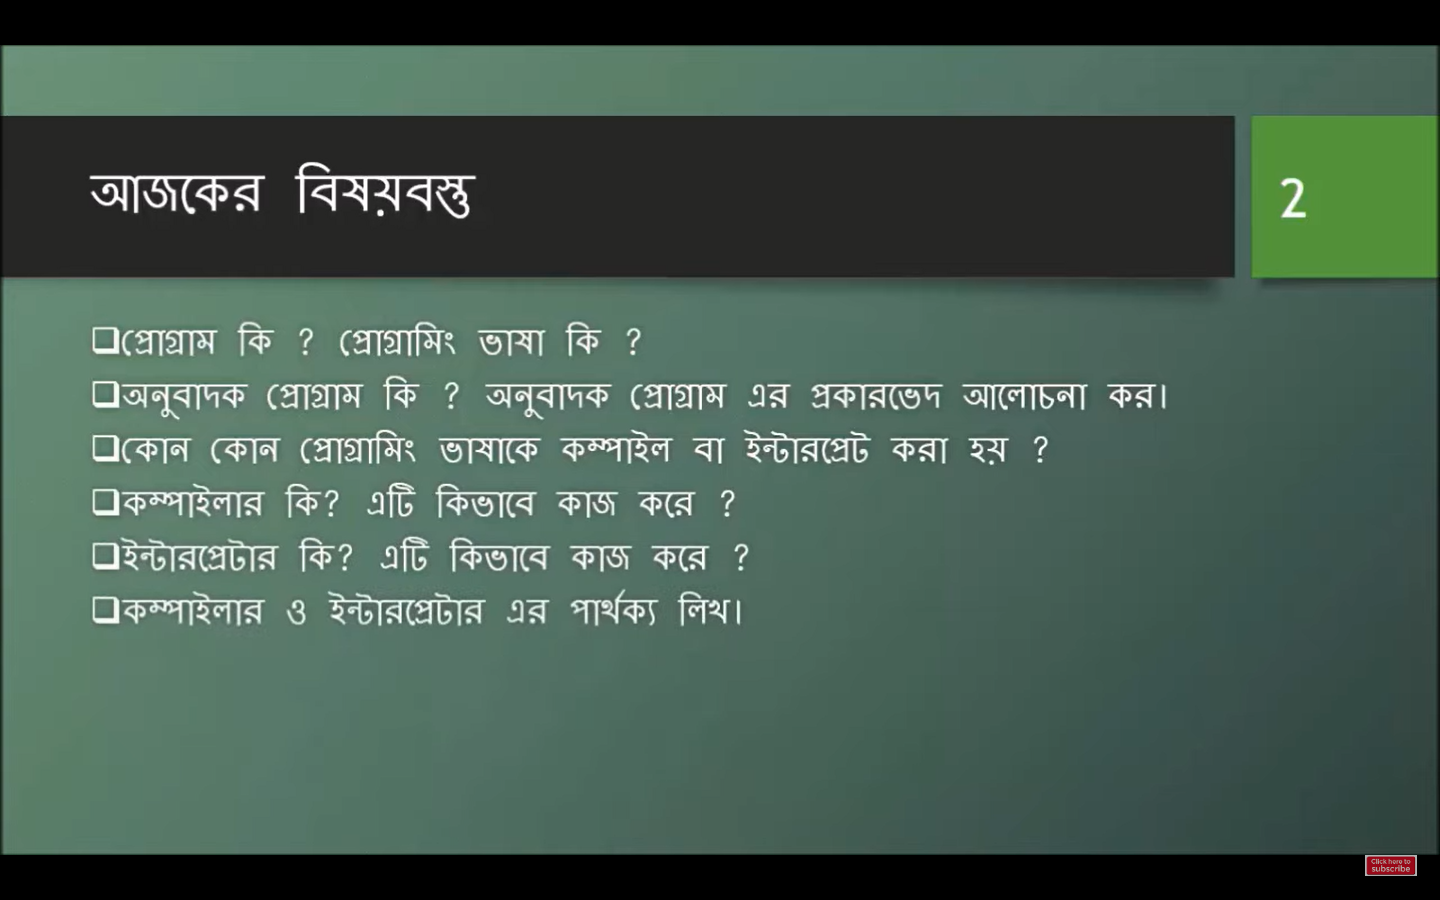 আজকের বিষয়বস্তু
2
❑প্রোগ্রাম কি ? প্রোগ্রামিং ভাষা কি ?
❑অনুবাদক প্রোগ্রাম কি ? অনুবাদক প্রোগ্রাম এর প্রকারভেদ আলোচনা কর।
❑কোন কোন প্রোগ্রামিং ভাষাকে কম্পাইল বা ইন্টারপ্রেট করা হয় ?
❑কম্পাইলার কি? এটি কিভাবে কাজ করে ?
❑ইন্টারপ্রেটার কি? এটি কিভাবে কাজ করে ?
❑কম্পাইলার ও ইন্টারপ্রেটার এর পার্থক্য লিখ।
Click here to
subscribe